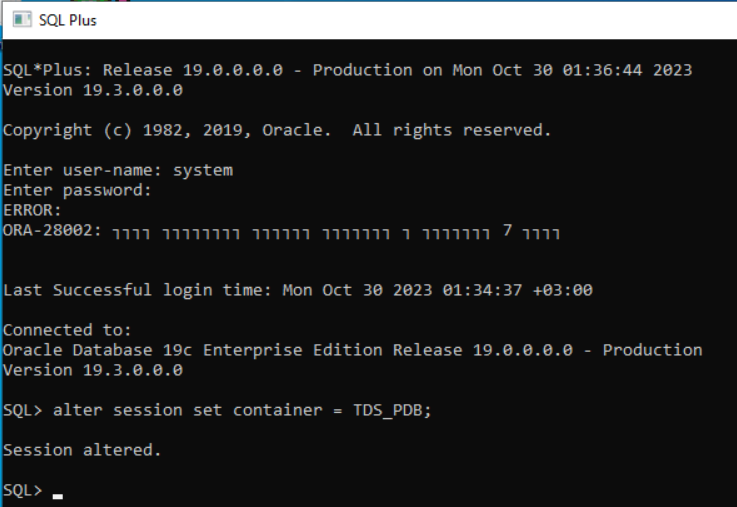 SQL Plus
SQL*Plus: Release 19.0.0.0.0 - Production on Mon Oct 30 01:36:44 2023
Version 19.3.0.0.0
Copyright (c) 1982, 2019, Oracle.  All rights reserved.
Enter user-name: system
Enter password:
ERROR:
ORA-28002: ┐┐┐┐ ┐┐┐┐┐┐┐┐ ┐┐┐┐┐┐ ┐┐┐┐┐┐┐ ┐ ┐┐┐┐┐┐┐ 7 ┐┐┐┐
Last Successful login time: Mon Oct 30 2023 01:34:37 +03:00
Connected to:
Oracle Database 19c Enterprise Edition Release 19.0.0.0.0 - Production
Version 19.3.0.0.0
SQL> alter session set container = TDS_PDB;
Session altered.
SQL>